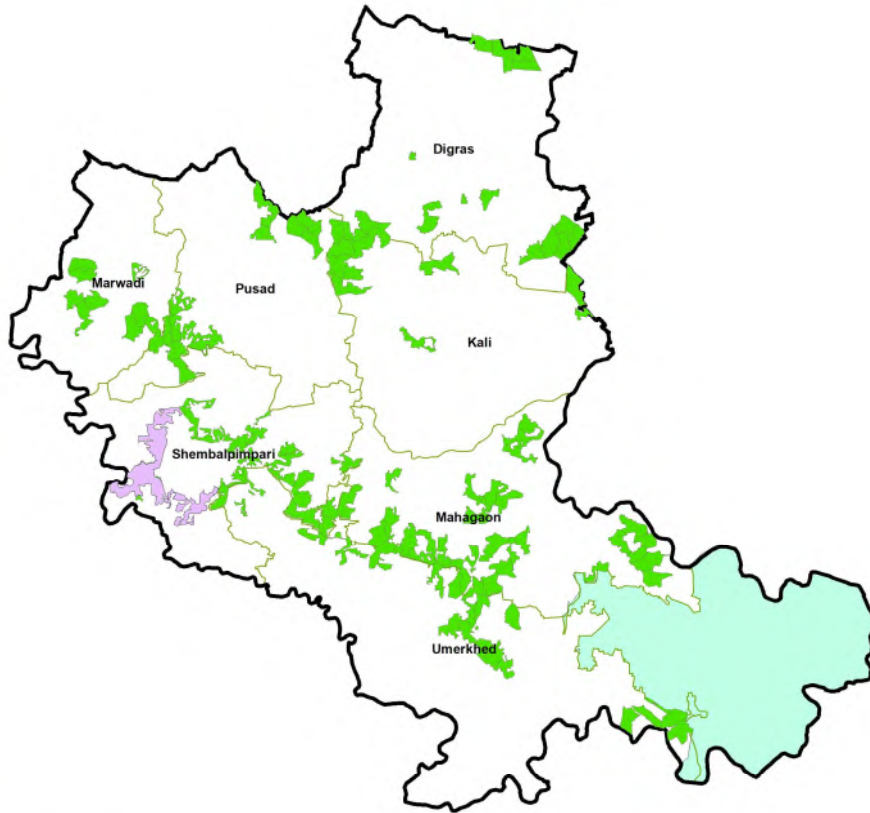 Digras
Marwadi
Pusad
Kali
Shembalpimpari
Mahagaon
Umerkhed